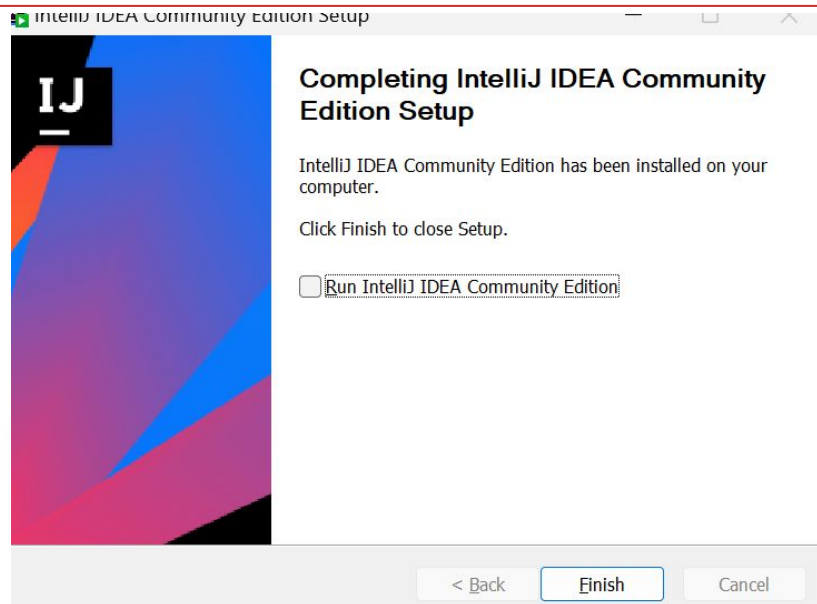 IntelliJ IDEA Community Edition Setup
IJ
Completing IntelliJ IDEA Community
Edition Setup
IntelliJ IDEA Community Edition has been installed on your
computer.
Click Finish to close Setup.
Run IntelliJ IDEA Community Edition
< Back
Finish
Cancel